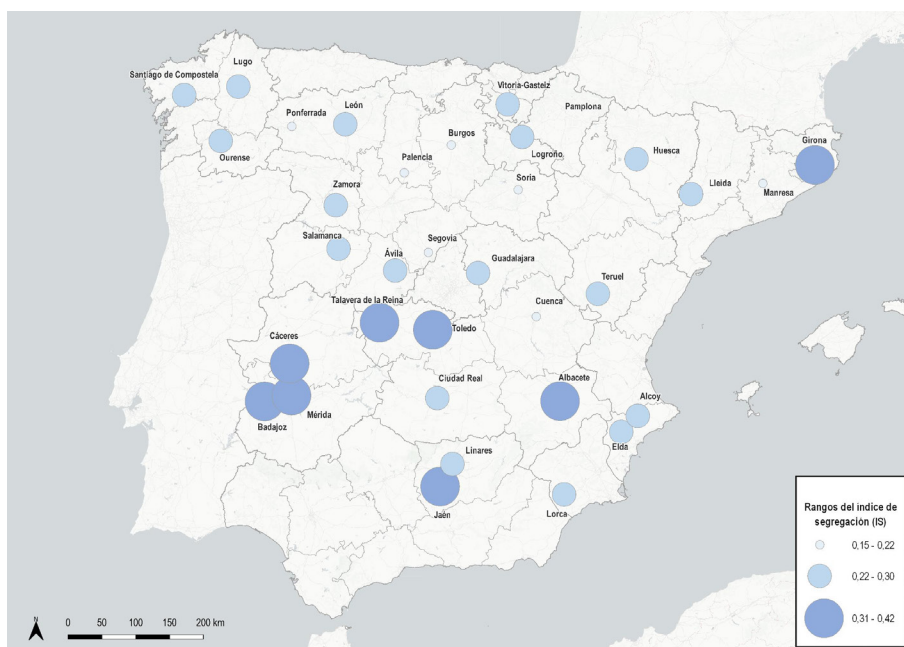 Lugo
Santiago de Compostela
Vitoria-Gasteiz
Ponferrada
León
Pamplona
Burgos
Girona
Ourense
Logroño
Huesca
Palencia
Lleida
Manresa
Soria
Zamora
Salamanca
Segovia
Ávila
Guadalajara
Teruel
Talavera de la Reina
Cuenca
Toledo
Cáceres
Ciudad Real
Albacete
Alcoy
Mérida
Badajoz
Elda
Linares
Jaén
Lorca
Rangos del índice de
segregación (IS)
0,15 - 0,22
0,22 - 0,30
0,31 - 0,42
N
0 50 100 150 200 km